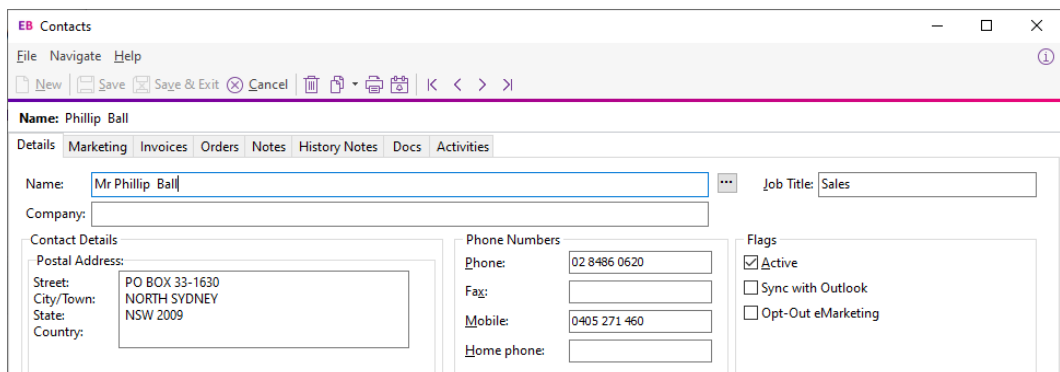 EB Contacts
File Navigate Help
New Save Save & Exit Cancel
Name: Phillip Ball
Details Marketing Invoices Orders Notes History Notes Docs Activities
Name: Mr Phillip Ball ... Job Title: Sales
Company:
Contact Details
Postal Address:
Street: PO BOX 33-1630
City/Town: NORTH SYDNEY
State: NSW 2009
Country:
Phone Numbers
Phone: 02 8486 0620
Fax:
Mobile: 0405 271 460
Home phone:
Flags
Active
Sync with Outlook
Opt-Out eMarketing